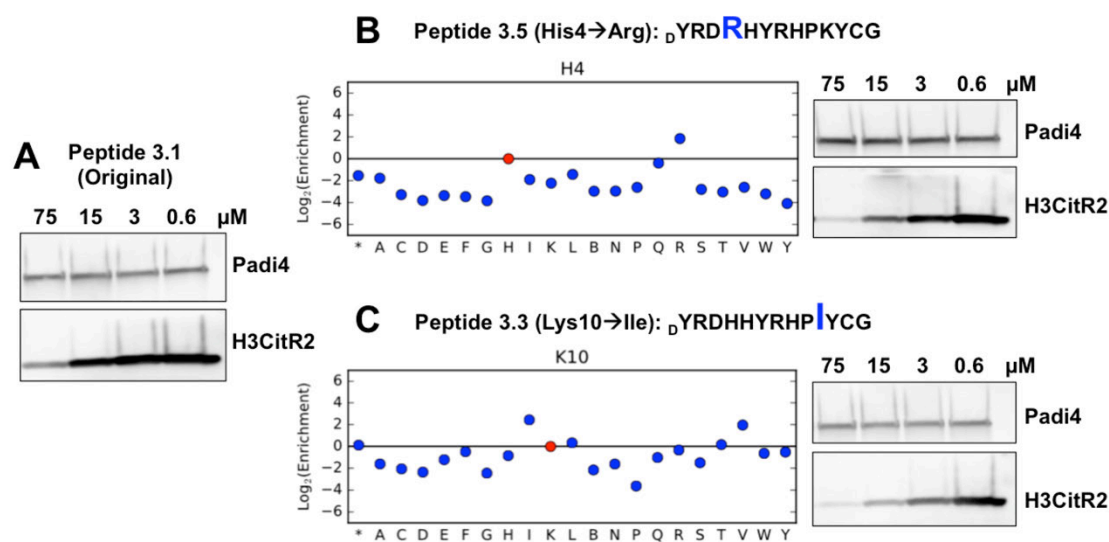 A
Peptide 3.1
(Original)
75 15 3 0.6 µM
Padi4
H3CitR2
B Peptide 3.5 (His4→Arg): DYRDRHYRHPKYCG
H4
Log2(Enrichment)
6
4
2
0
−2
−4
−6
* A C D E F G H I K L B N P Q R S T V W Y
75 15 3 0.6 µM
Padi4
H3CitR2
C Peptide 3.3 (Lys10→Ile): DYRDHHYRHPIYCG
K10
Log2(Enrichment)
6
4
2
0
−2
−4
−6
* A C D E F G H I K L B N P Q R S T V W Y
75 15 3 0.6 µM
Padi4
H3CitR2